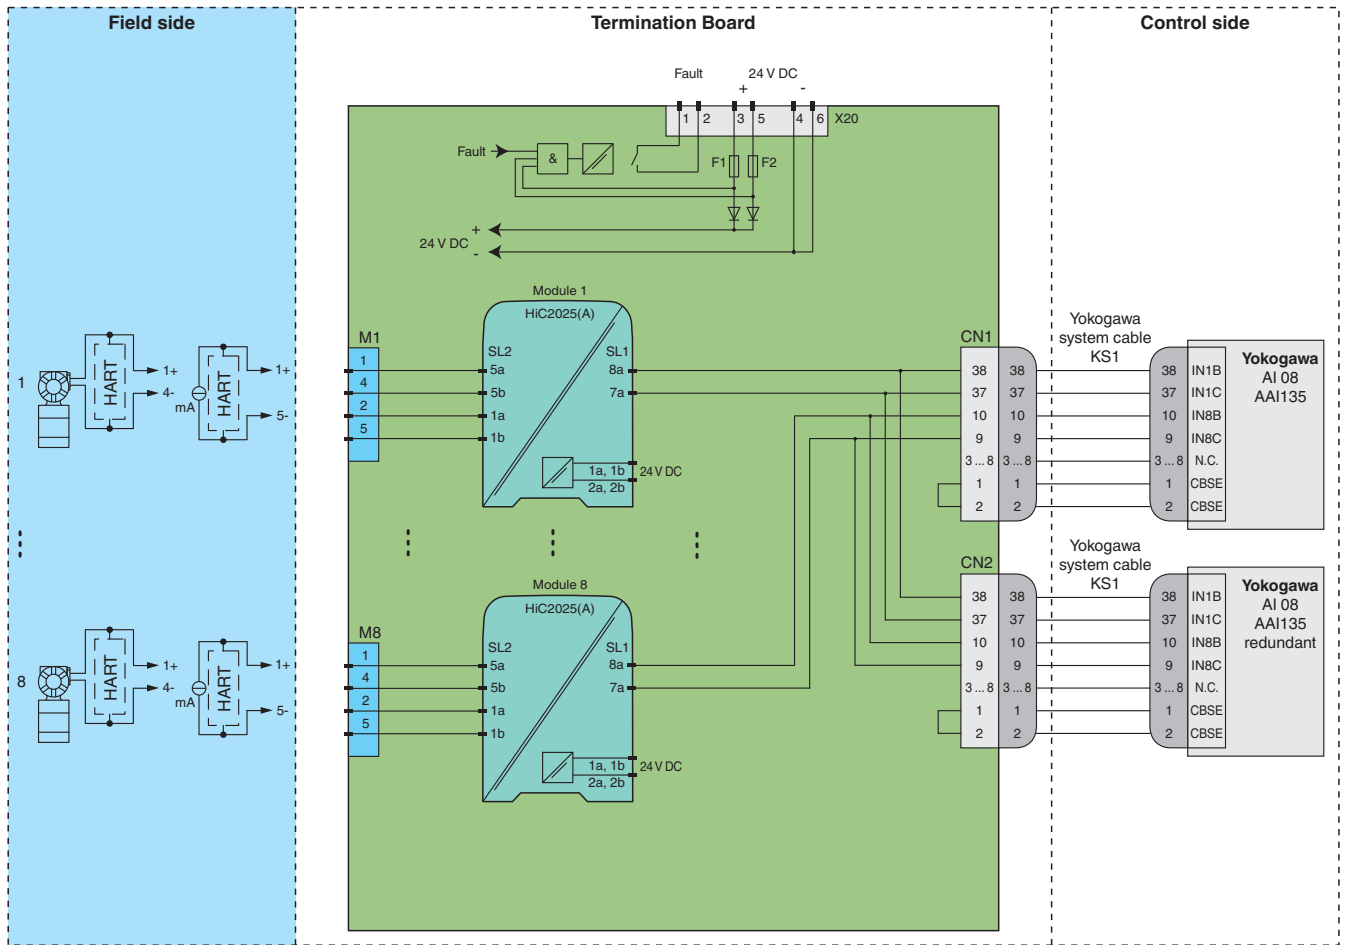 Field side
Termination Board
Control side
Fault
24 V DC
+
-
1
2
3
5
4
6
X20
Fault
&
F1
F2
+
24 V DC
-
Module 1
HiC2025(A)
M1
1
4
2
5
SL2
5a
5b
1a
1b
SL1
8a
7a
1a, 1b
2a, 2b
24 V DC
1
HART
1+
4-
mA
HART
1+
5-
CN1
38 38
37 37
10 10
9 9
3 ... 8 3 ... 8
1 1
2 2
Yokogawa
system cable
KS1
38 IN1B
37 IN1C
10 IN8B
9 IN8C
3 ... 8 N.C.
1 CBSE
2 CBSE
Yokogawa
AI 08
AAI135
Module 8
HiC2025(A)
M8
1
4
2
5
SL2
5a
5b
1a
1b
SL1
8a
7a
1a, 1b
2a, 2b
24 V DC
8
HART
1+
4-
mA
HART
1+
5-
CN2
38 38
37 37
10 10
9 9
3 ... 8 3 ... 8
1 1
2 2
Yokogawa
system cable
KS1
38 IN1B
37 IN1C
10 IN8B
9 IN8C
3 ... 8 N.C.
1 CBSE
2 CBSE
Yokogawa
AI 08
AAI135
redundant